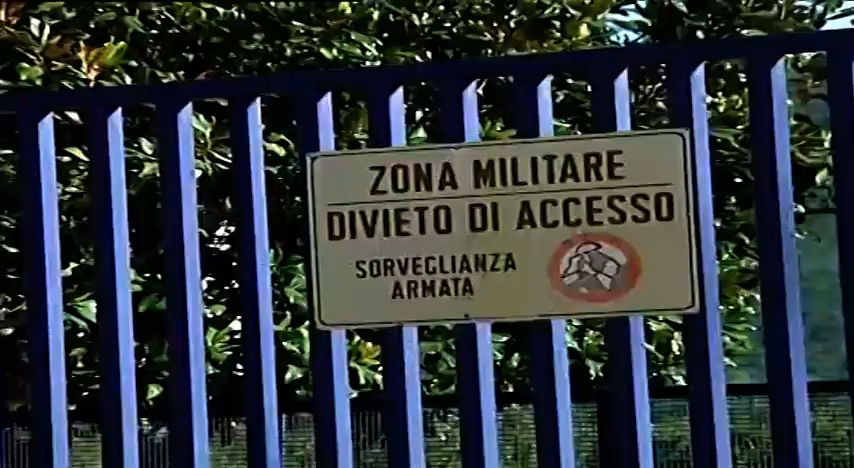 ZONA MILITARE
DIVIETO DI ACCESSO
SORVEGLIANZA
ARMATA